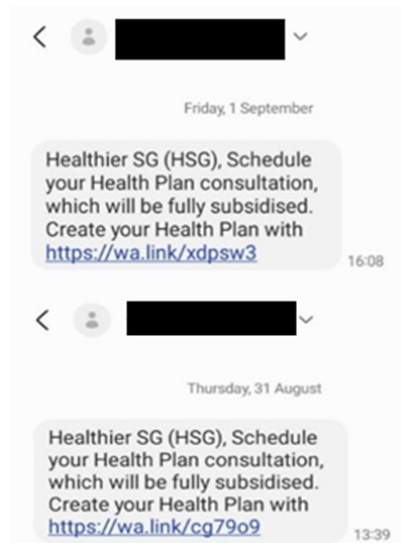 Friday, 1 September
Healthier SG (HSG), Schedule
your Health Plan consultation,
which will be fully subsidised.
Create your Health Plan with
https://wa.link/xdpsw3
16:08
Thursday, 31 August
Healthier SG (HSG), Schedule
your Health Plan consultation,
which will be fully subsidised.
Create your Health Plan with
https://wa.link/cg79o9
13:39